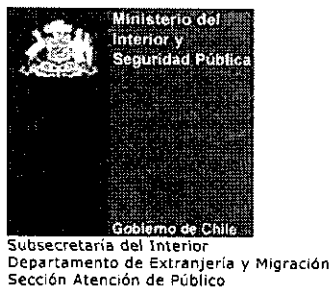 Ministerio del
Interior y
Seguridad Pública
Gobierno de Chile
Subsecretaría del Interior
Departamento de Extranjería y Migración
Sección Atención de Público